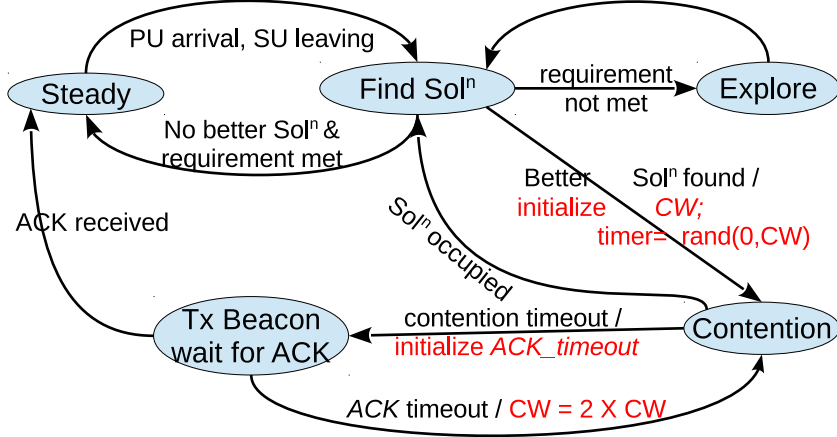 PU arrival, SU leaving
Steady
Find Solⁿ
requirement
not met
Explore
No better Solⁿ &
requirement met
Better Solⁿ found /
initialize CW;
timer= rand(0,CW)
ACK received
Solⁿ occupied
Tx Beacon
wait for ACK
contention timeout /
initialize ACK_timeout
Contention
ACK timeout / CW = 2 X CW